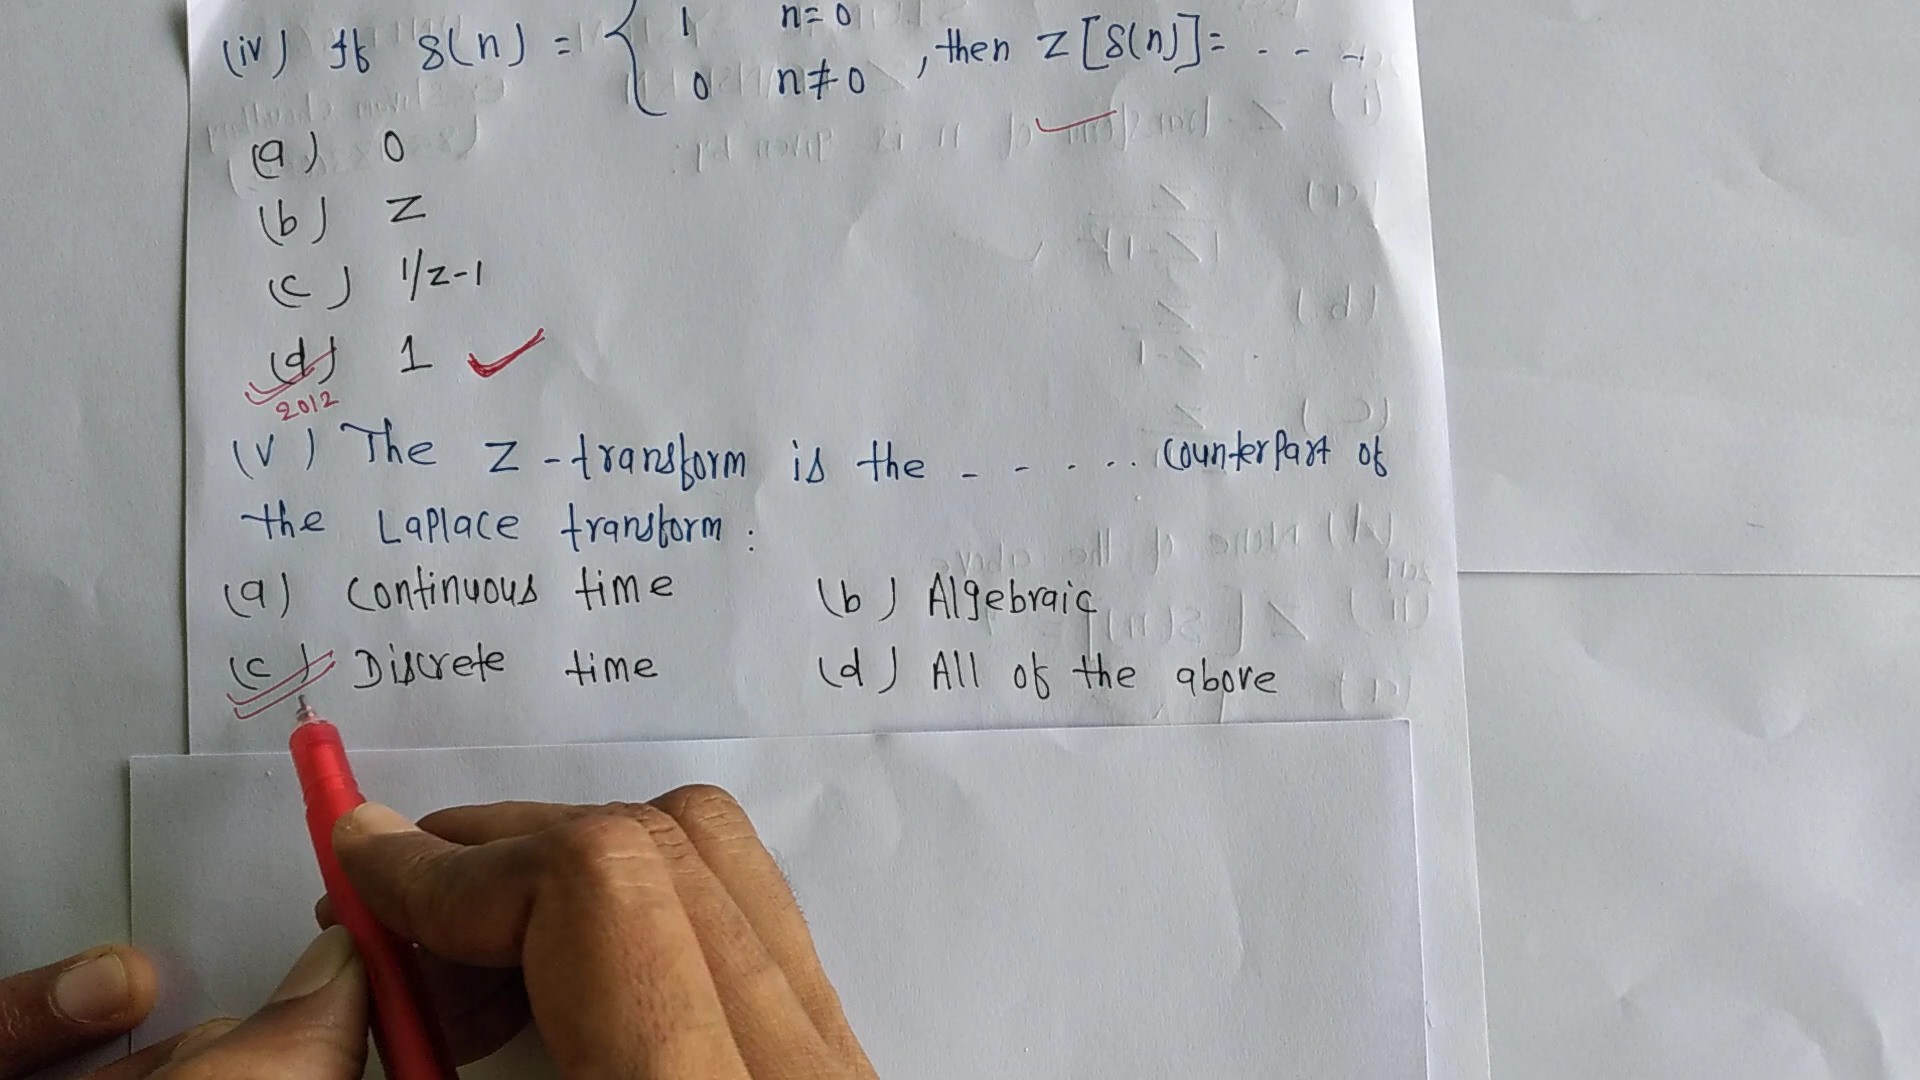 (iv) If δ(n) = { 1 n=0
0 n≠0 , then Z[δ(n)]= - - - -
(a) 0
(b) Z
(c) 1/z-1
(d) 1
2012
(v) The Z-transform is the - - - - .. counterpart of
the Laplace transform :
(a) Continuous time (b) Algebraic
(c) Discrete time (d) All of the above